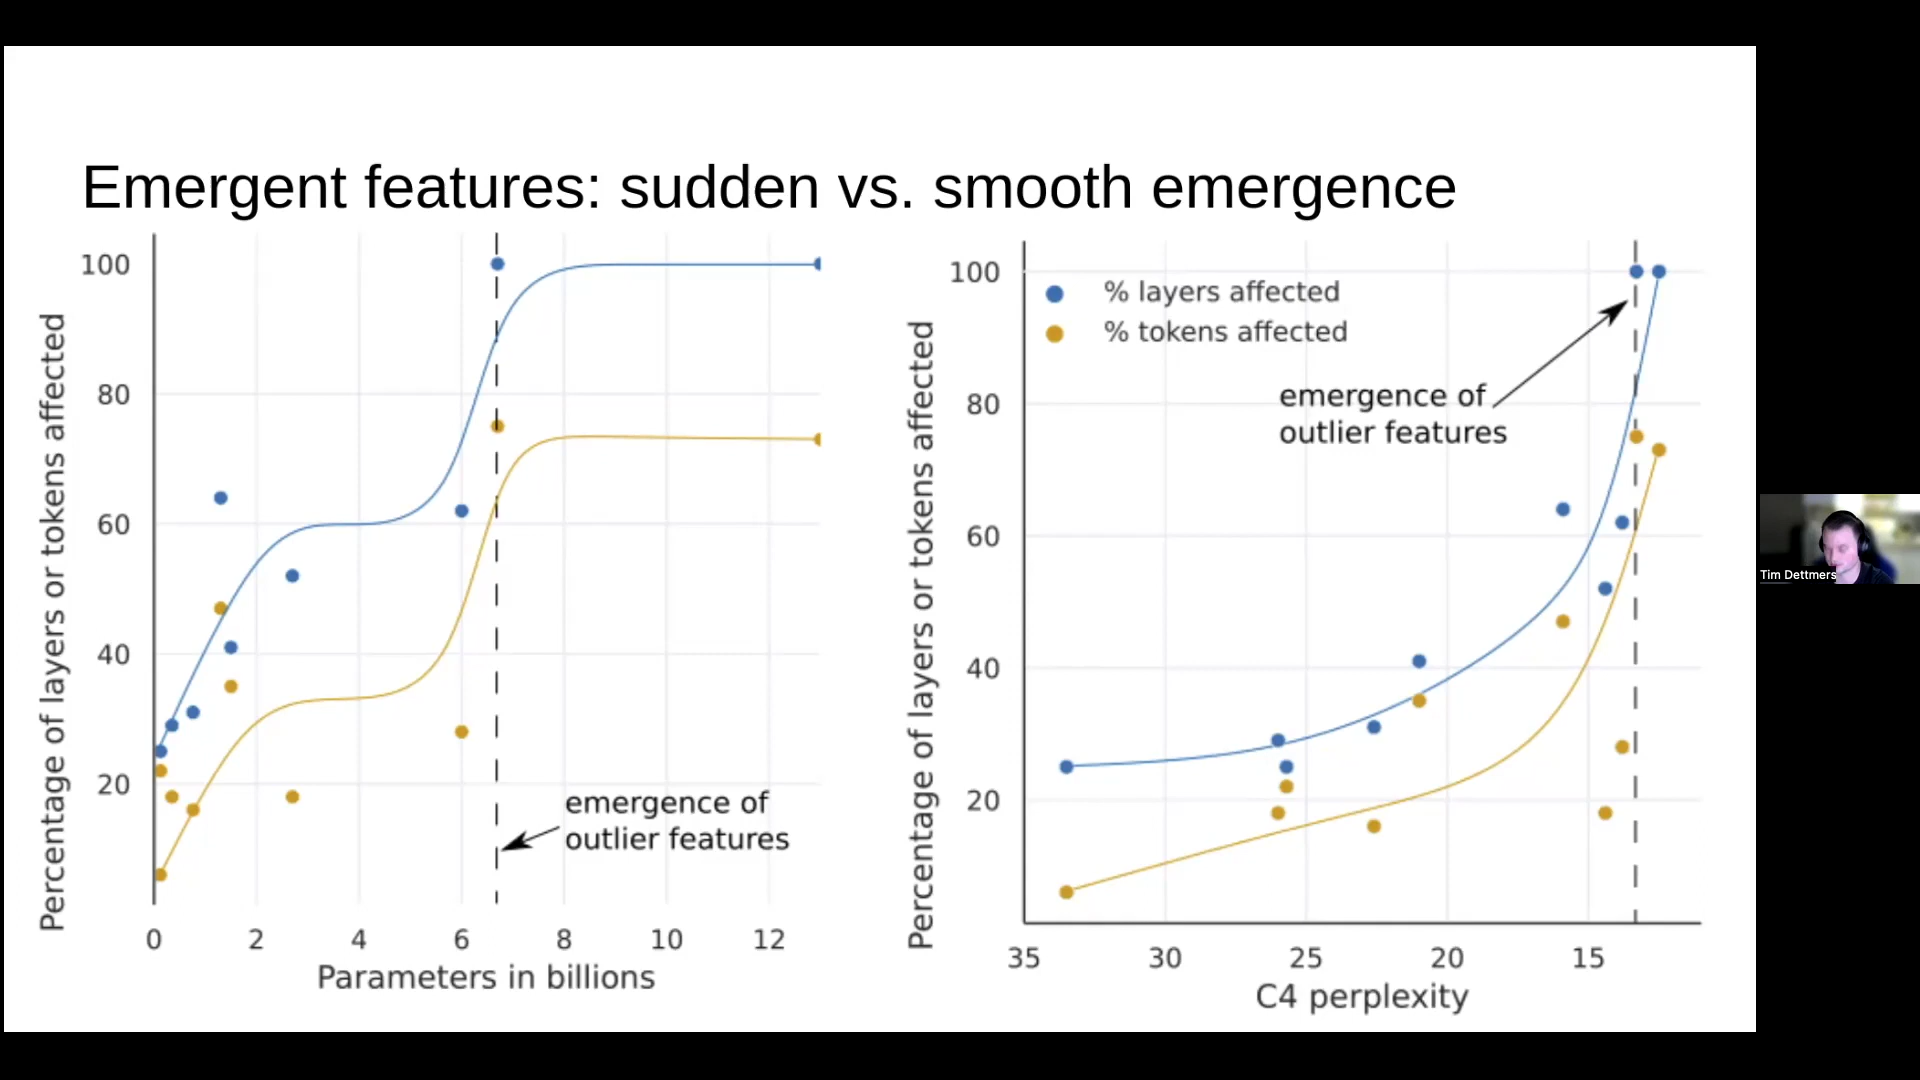 Emergent features: sudden vs. smooth emergence
Percentage of layers or tokens affected
100
80
60
40
20
emergence of
outlier features
0 2 4 6 8 10 12
Parameters in billions
Percentage of layers or tokens affected
100
80
60
40
20
% layers affected
% tokens affected
emergence of
outlier features
35 30 25 20 15
C4 perplexity
Tim Dettmers